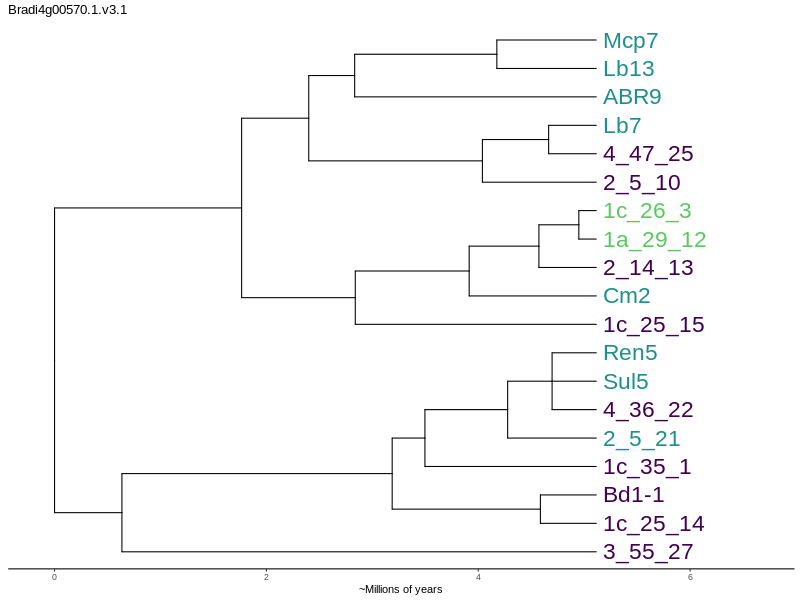 Bradi4g00570.1.v3.1
Mcp7
Lb13
ABR9
Lb7
4_47_25
2_5_10
1c_26_3
1a_29_12
2_14_13
Cm2
1c_25_15
Ren5
Sul5
4_36_22
2_5_21
1c_35_1
Bd1-1
1c_25_14
3_55_27
0 2 4 6
~Millions of years